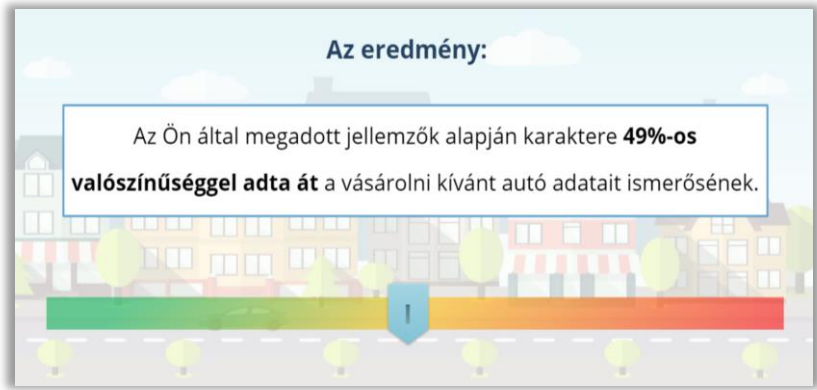 Az eredmény:
Az Ön által megadott jellemzők alapján karaktere 49%-os
valószínűséggel adta át a vásárolni kívánt autó adatait ismerősének.